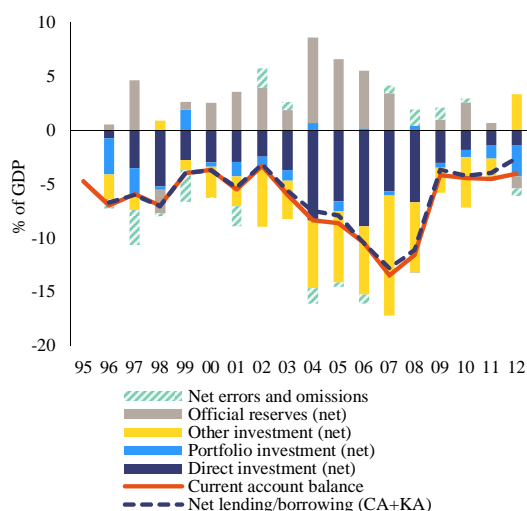 10
5
0
-5
-10
-15
-20
% of GDP
95 96 97 98 99 00 01 02 03 04 05 06 07 08 09 10 11 12
Net errors and omissions
Official reserves (net)
Other investment (net)
Portfolio investment (net)
Direct investment (net)
Current account balance
Net lending/borrowing (CA+KA)